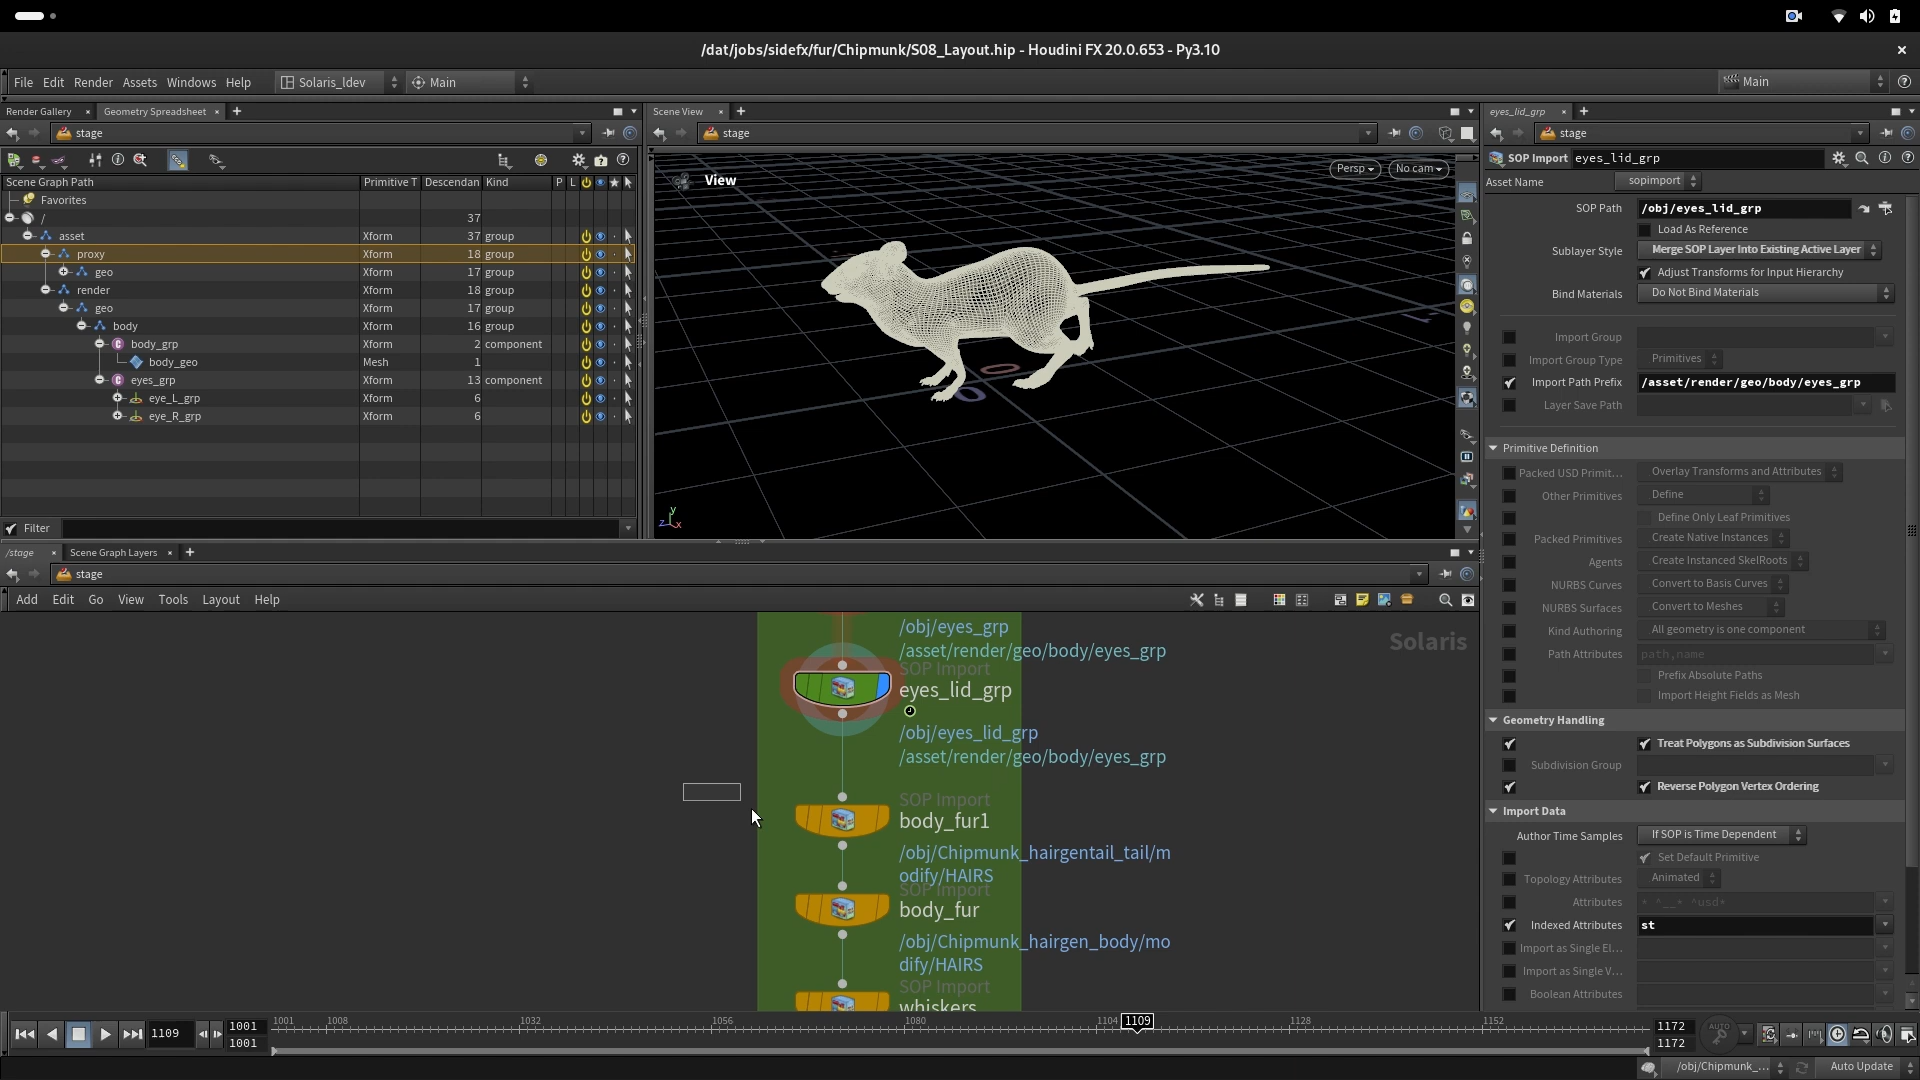 /dat/jobs/sidefx/fur/Chipmunk/S08_Layout.hip - Houdini FX 20.0.653 - Py3.10
File Edit Render Assets Windows Help Solaris_ldev Main Main
Render Gallery Geometry Spreadsheet
stage
Scene Graph Path Primitive T Descendan Kind P L
Favorites
/ 37
asset Xform 37 group
proxy Xform 18 group
geo Xform 17 group
render Xform 18 group
geo Xform 17 group
body Xform 16 group
body_grp Xform 2 component
body_geo Mesh 1
eyes_grp Xform 13 component
eye_L_grp Xform 6
eye_R_grp Xform 6
Filter
Scene View
stage
View
Persp No cam
y
z x
eyes_lid_grp
stage
SOP Import eyes_lid_grp
Asset Name sopimport
SOP Path /obj/eyes_lid_grp
Load As Reference
Sublayer Style Merge SOP Layer Into Existing Active Layer
Adjust Transforms for Input Hierarchy
Bind Materials Do Not Bind Materials
Import Group
Import Group Type Primitives
Import Path Prefix /asset/render/geo/body/eyes_grp
Layer Save Path
Primitive Definition
Packed USD Primit... Overlay Transforms and Attributes
Other Primitives Define
Define Only Leaf Primitives
Packed Primitives Create Native Instances
Agents Create Instanced SkelRoots
NURBS Curves Convert to Basis Curves
NURBS Surfaces Convert to Meshes
Kind Authoring All geometry is one component
Path Attributes path,name
Prefix Absolute Paths
Import Height Fields as Mesh
Geometry Handling
Treat Polygons as Subdivision Surfaces
Subdivision Group
Reverse Polygon Vertex Ordering
Import Data
Author Time Samples If SOP is Time Dependent
Set Default Primitive
Topology Attributes Animated
Attributes * ^__* ^usd*
Indexed Attributes st
Import as Single El...
Import as Single V...
Boolean Attributes
/stage Scene Graph Layers
stage
Add Edit Go View Tools Layout Help
Solaris
/obj/eyes_grp
/asset/render/geo/body/eyes_grp
SOP Import
eyes_lid_grp
/obj/eyes_lid_grp
/asset/render/geo/body/eyes_grp
SOP Import
body_fur1
/obj/Chipmunk_hairgentail_tail/m
odify/HAIRS
SOP Import
body_fur
/obj/Chipmunk_hairgen_body/mo
dify/HAIRS
SOP Import
whiskers
1109 1001 1001 1008 1032 1056 1080 1104 1109 1128 1152 1172
1001 1172
AUTO
/obj/Chipmunk_... Auto Update